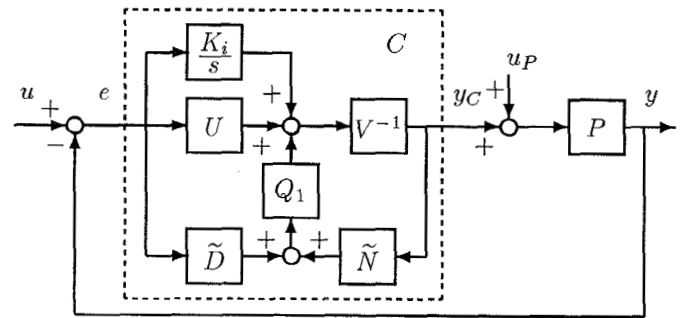 K_i/s
C
u_P
u + e
+
y_C +
y
−
U
+
V^{-1}
+
P
Q_1
D̃
+
+
Ñ